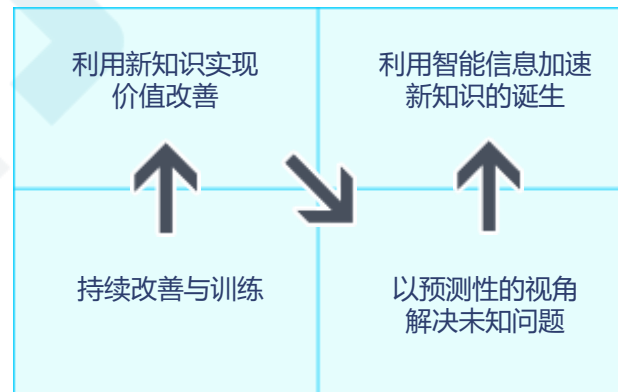 利用新知识实现
价值改善
利用智能信息加速
新知识的诞生
持续改善与训练
以预测性的视角
解决未知问题